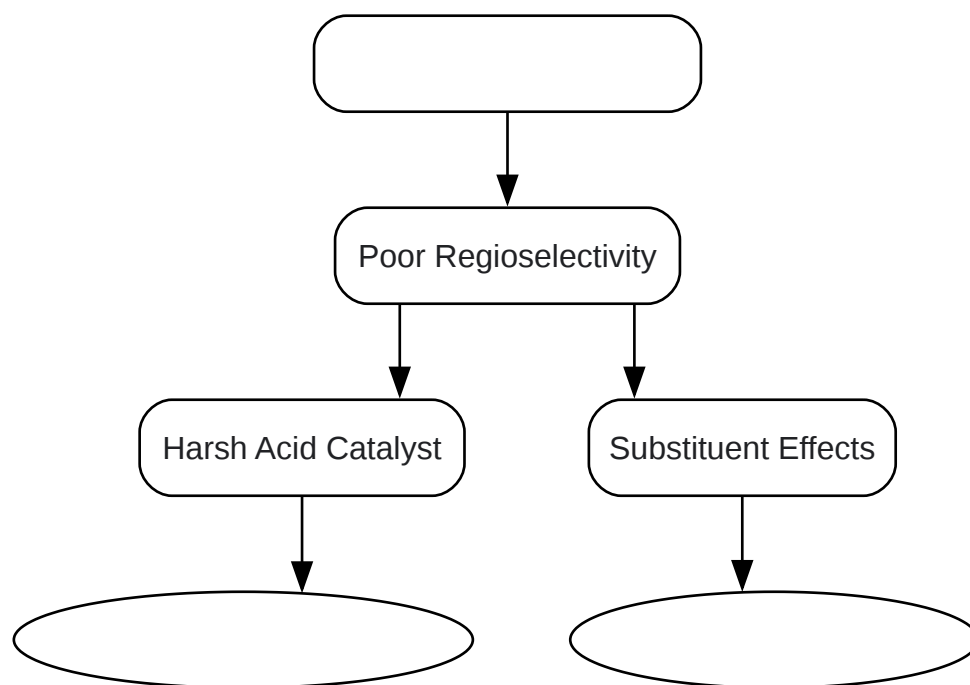 Poor Regioselectivity
Harsh Acid Catalyst
Substituent Effects